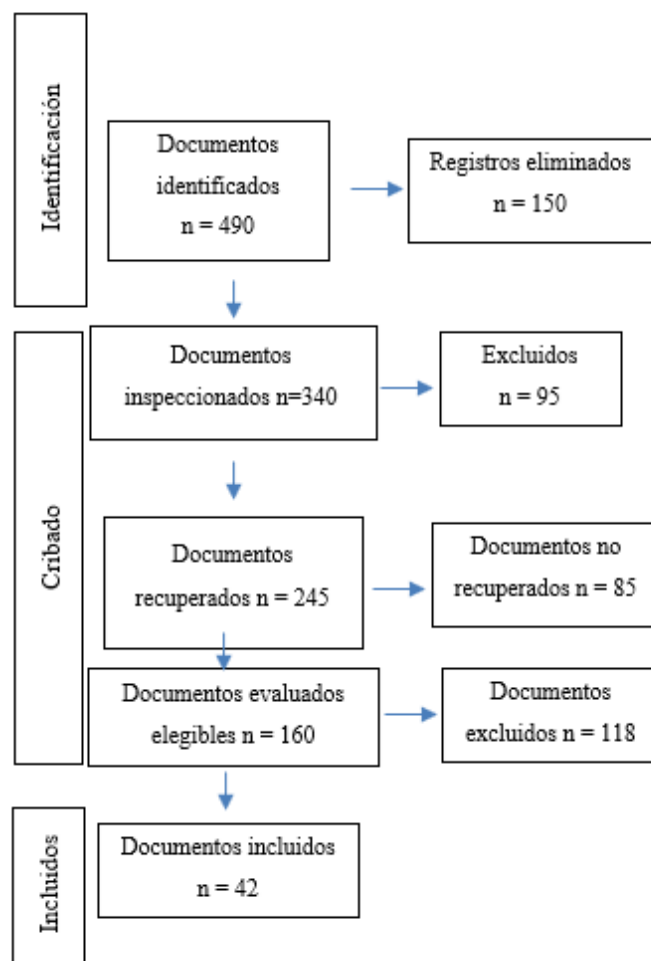 Identificación
Documentos
identificados
n = 490
Registros eliminados
n = 150
Cribado
Documentos
inspeccionados n=340
Excluidos
n = 95
Documentos
recuperados n = 245
Documentos no
recuperados n = 85
Documentos evaluados
elegibles n = 160
Documentos
excluidos n = 118
Incluidos
Documentos incluidos
n = 42